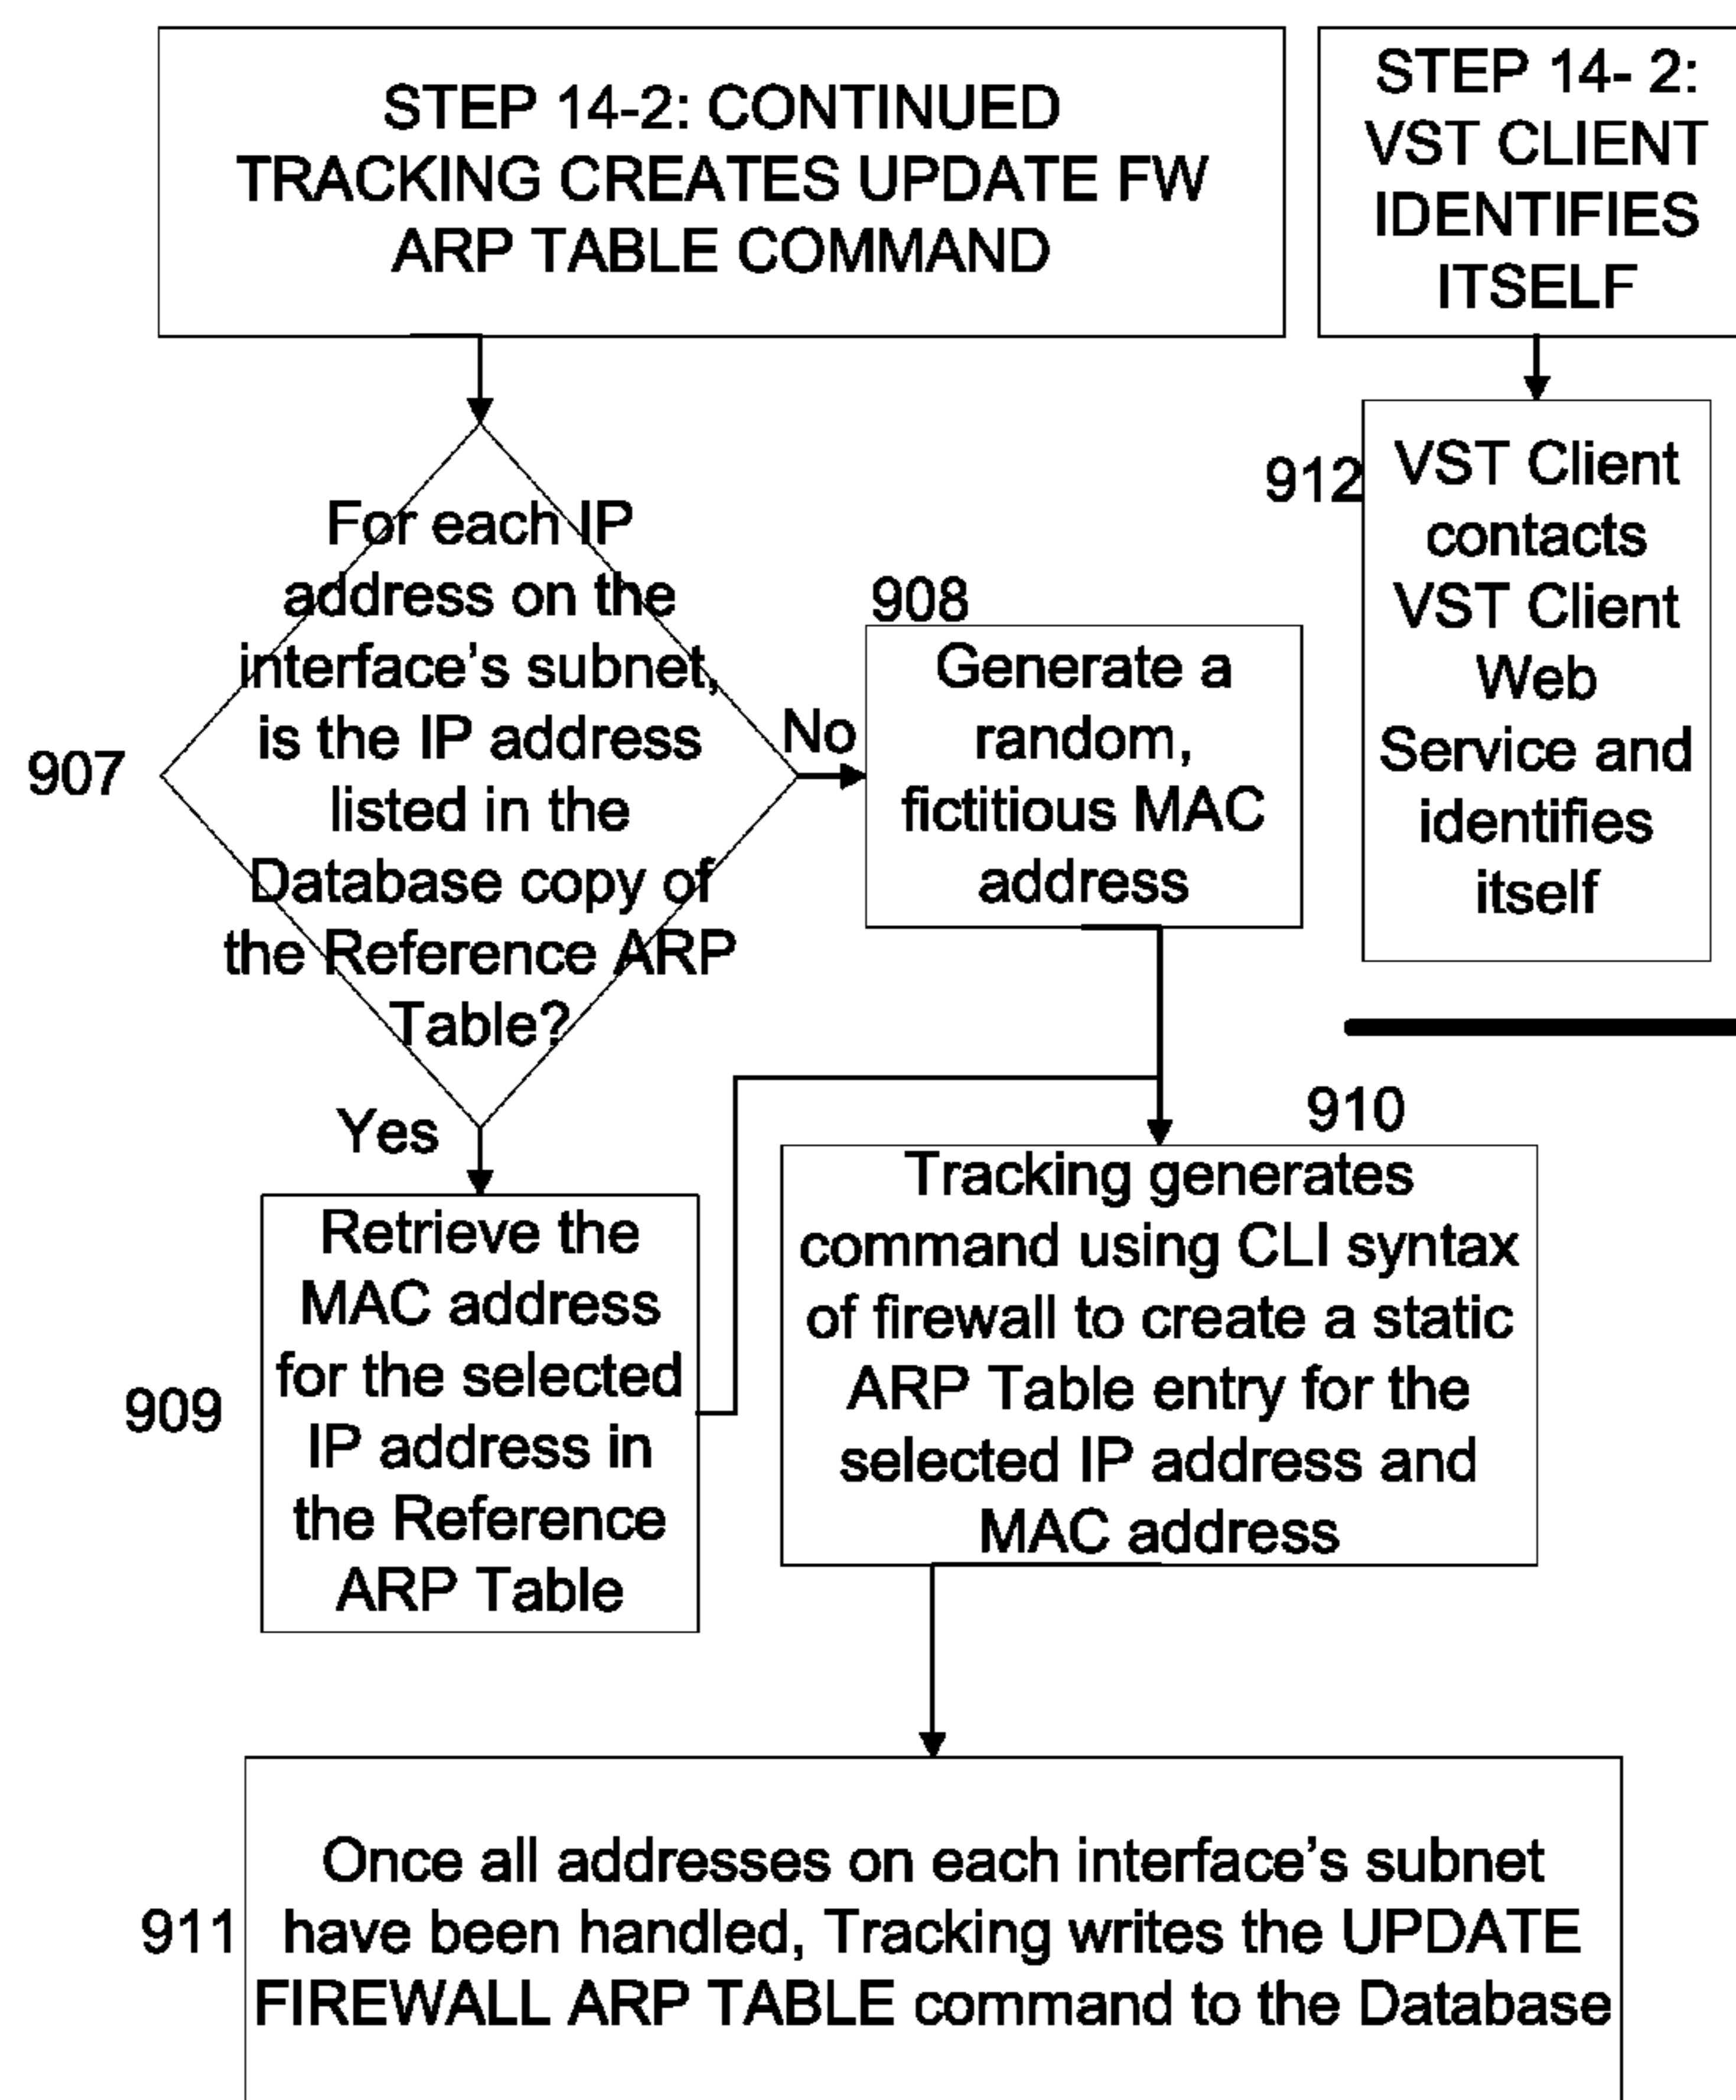 STEP 14-2: CONTINUED
TRACKING CREATES UPDATE FW
ARP TABLE COMMAND
STEP 14- 2:
VST CLIENT
IDENTIFIES
ITSELF
907
For each IP
address on the
interface's subnet,
is the IP address
listed in the
Database copy of
the Reference ARP
Table?
No
Yes
908
Generate a
random,
fictitious MAC
address
912
VST Client
contacts
VST Client
Web
Service and
identifies
itself
909
Retrieve the
MAC address
for the selected
IP address in
the Reference
ARP Table
910
Tracking generates
command using CLI syntax
of firewall to create a static
ARP Table entry for the
selected IP address and
MAC address
911
Once all addresses on each interface's subnet
have been handled, Tracking writes the UPDATE
FIREWALL ARP TABLE command to the Database